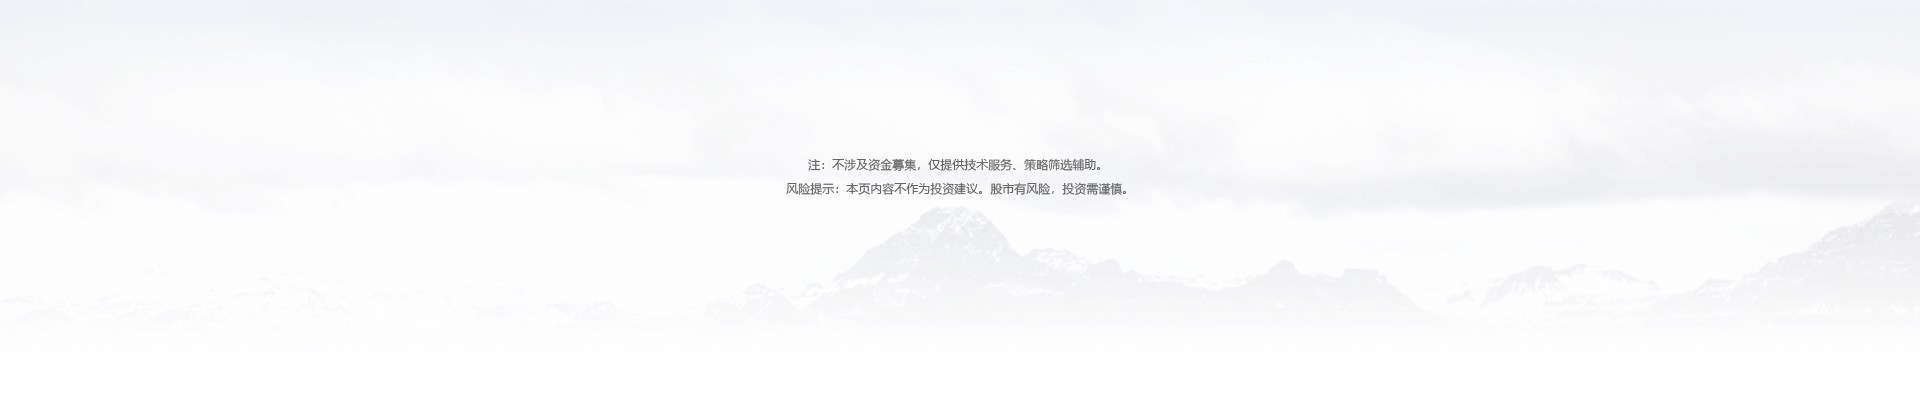 注：不涉及资金募集，仅提供技术服务、策略筛选辅助。
风险提示：本页内容不作为投资建议。股市有风险，投资需谨慎。